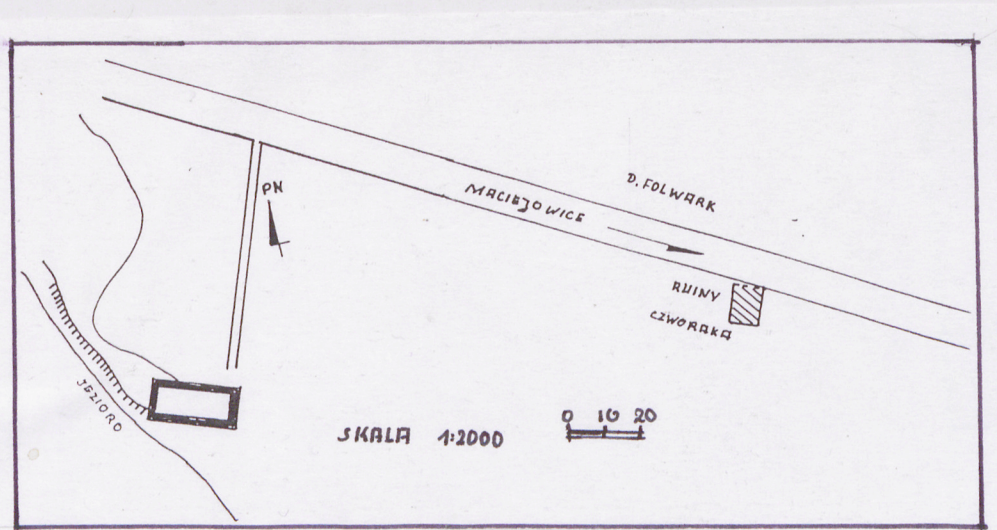 PN
D. FOLWARK
MACIEJOWICE
RUINY
CZWORAKA
JEZIORO
0 10 20
SKALA 1:2000